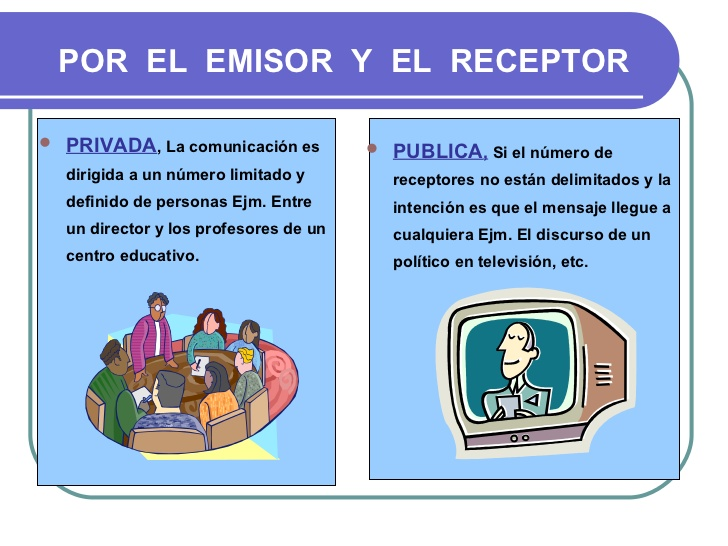 POR EL EMISOR Y EL RECEPTOR
PRIVADA, La comunicación es
dirigida a un número limitado y
definido de personas Ejm. Entre
un director y los profesores de un
centro educativo.
PUBLICA, Si el número de
receptores no están delimitados y la
intención es que el mensaje llegue a
cualquiera Ejm. El discurso de un
político en televisión, etc.